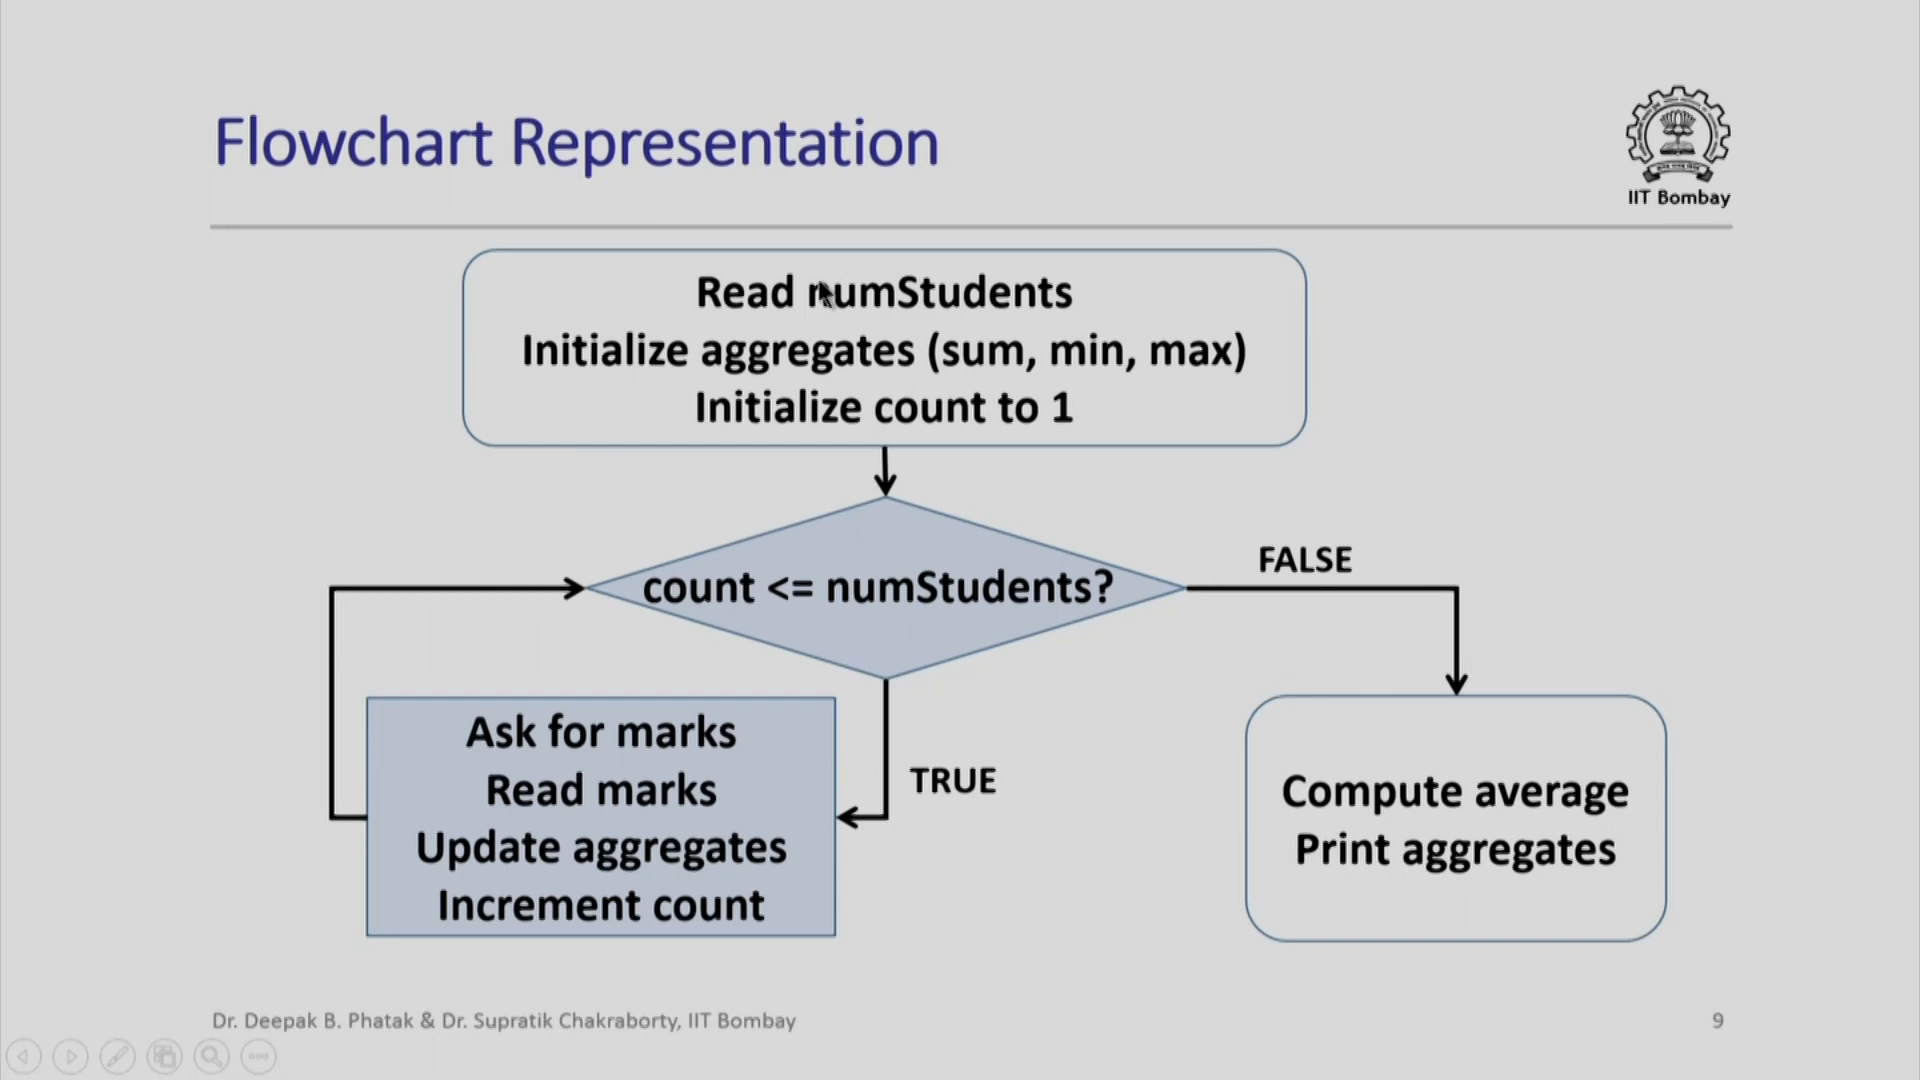 Flowchart Representation
IIT Bombay
Read numStudents
Initialize aggregates (sum, min, max)
Initialize count to 1
count <= numStudents?
FALSE
TRUE
Ask for marks
Read marks
Update aggregates
Increment count
Compute average
Print aggregates
Dr. Deepak B. Phatak & Dr. Supratik Chakraborty, IIT Bombay
9